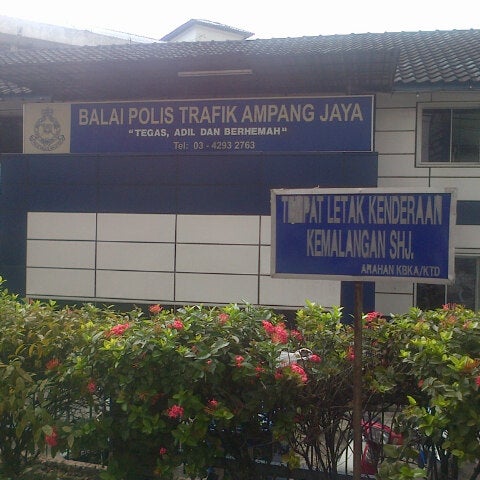 BALAI POLIS TRAFIK AMPANG JAYA
"TEGAS, ADIL DAN BERHEMAH"
Tel: 03 - 4293 2763
TEMPAT LETAK KENDERAAN
KEMALANGAN SHJ.
ARAHAN KBKA/KTD